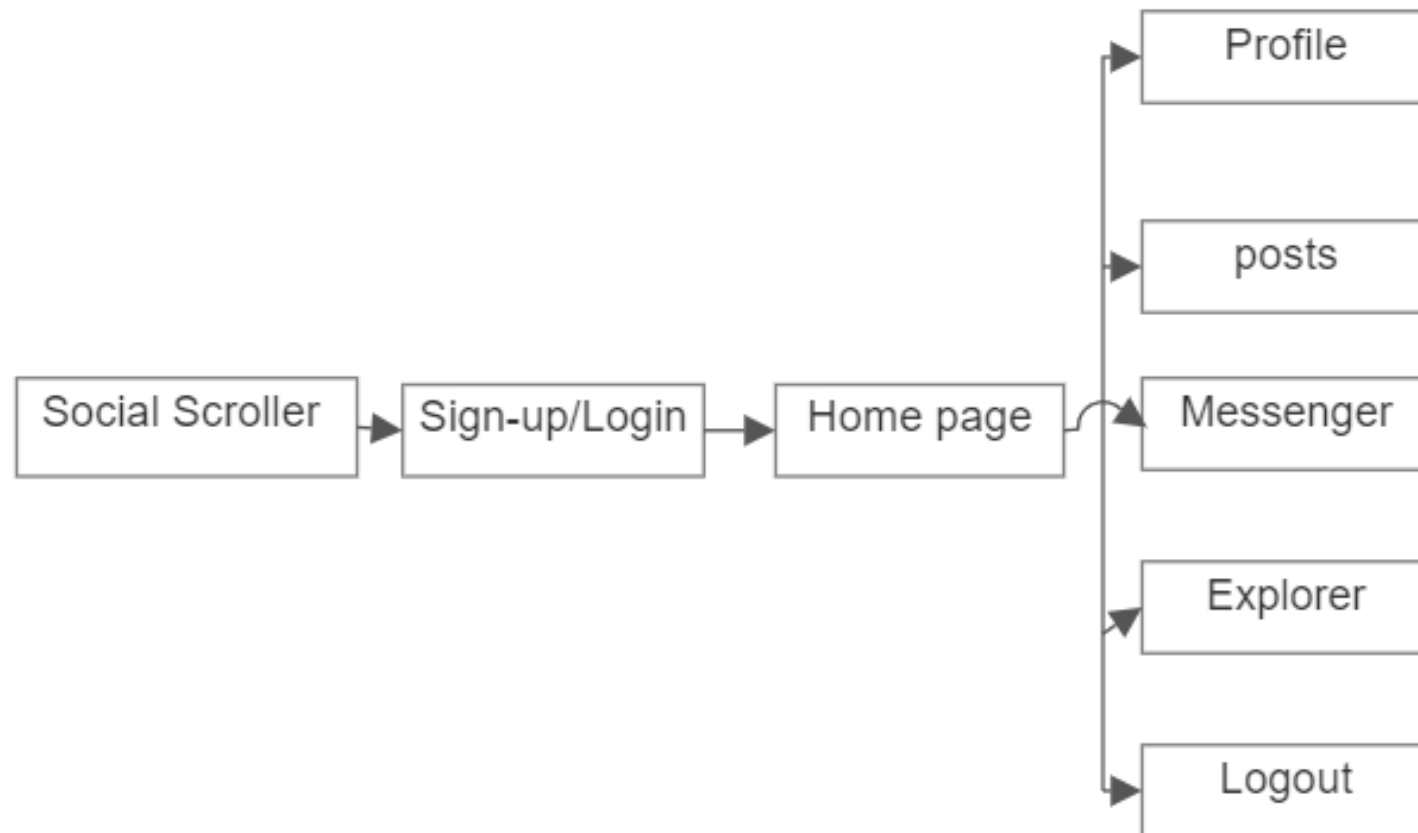 Profile
posts
Social Scroller
Sign-up/Login
Home page
Messenger
Explorer
Logout